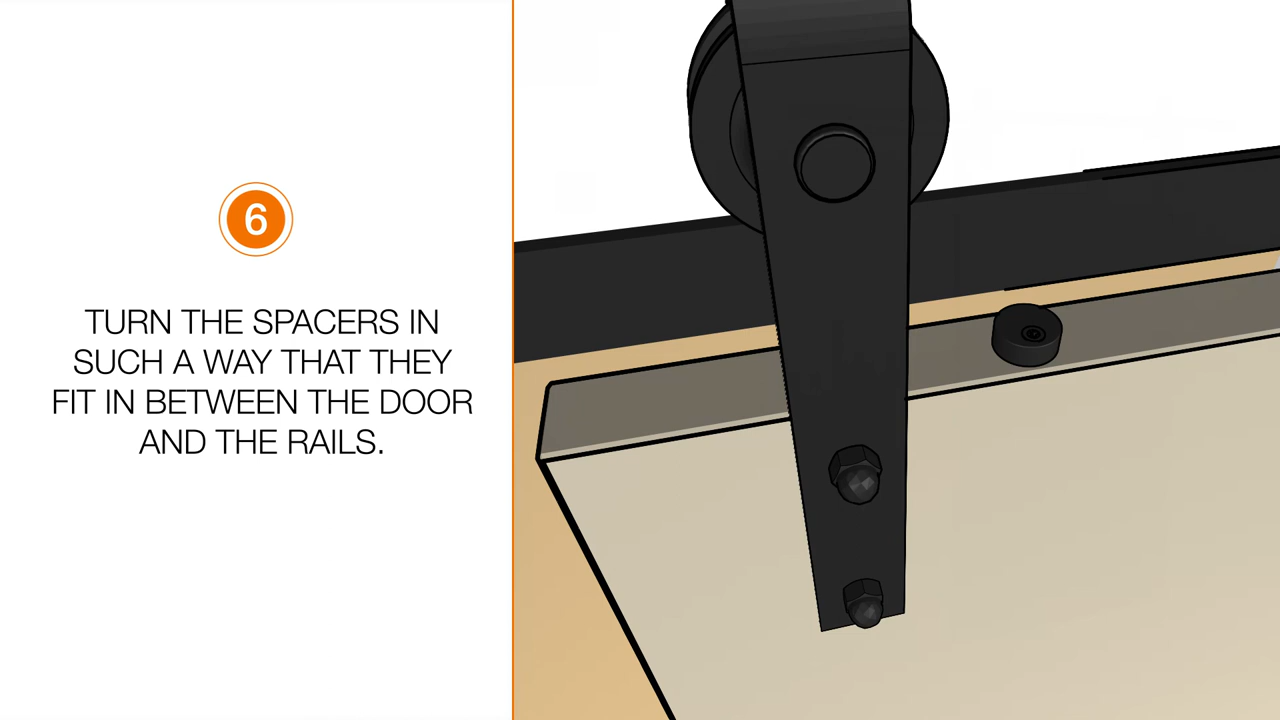 6
TURN THE SPACERS IN
SUCH A WAY THAT THEY
FIT IN BETWEEN THE DOOR
AND THE RAILS.